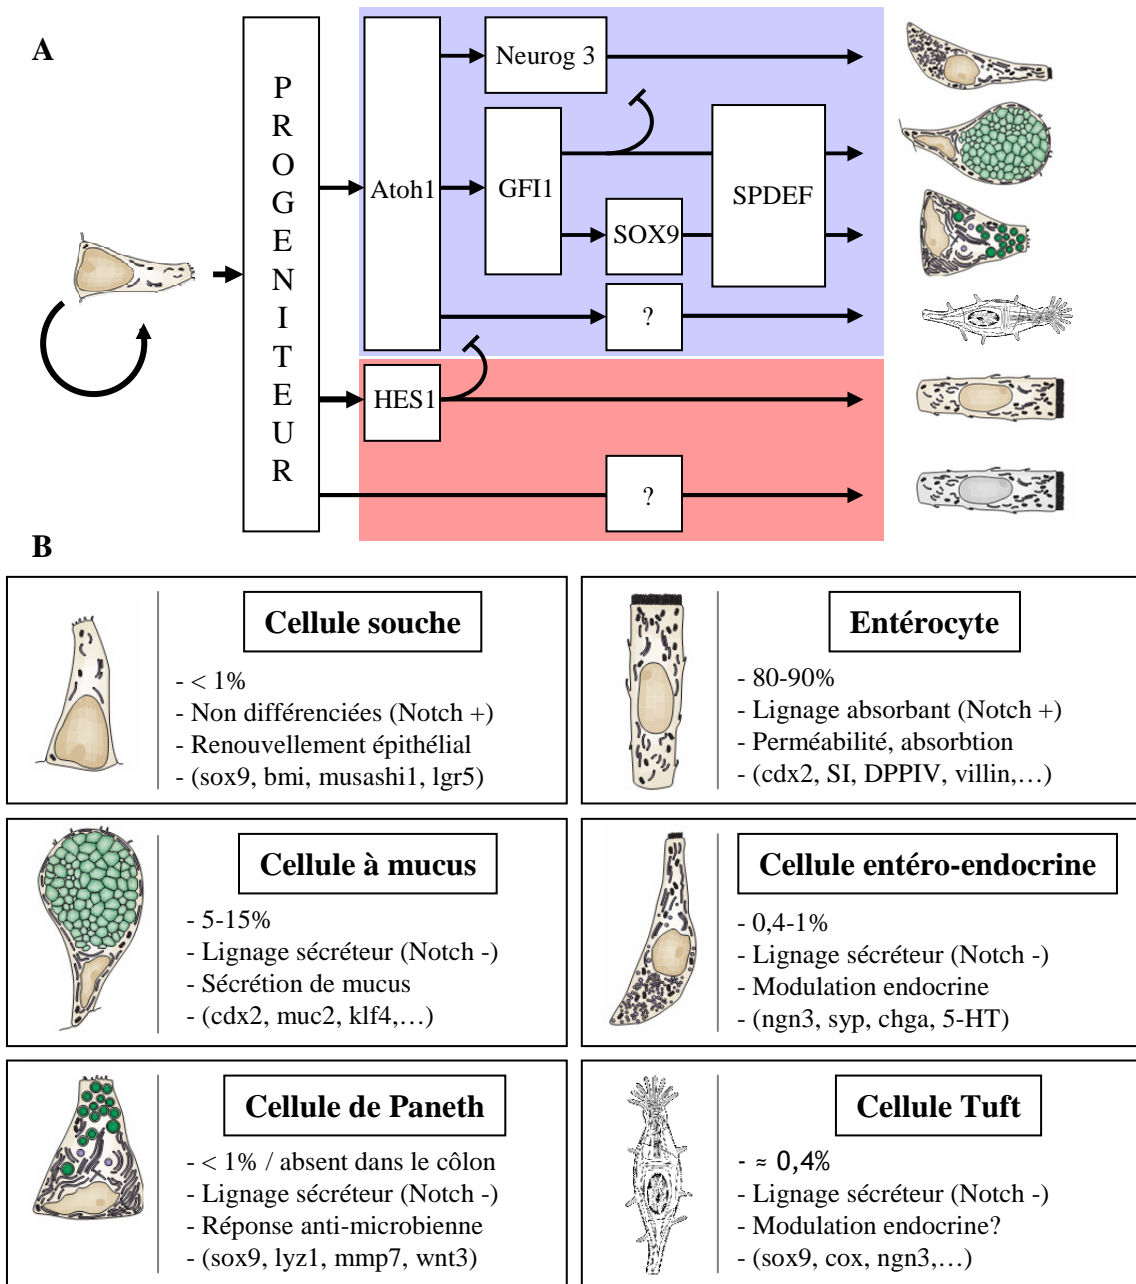 A
PROGENITEUR
Atoh1
Neurog 3
GFI1
SOX9
SPDEF
?
HES1
?
B
Cellule souche
- < 1%
- Non différenciées (Notch +)
- Renouvellement épithélial
- (sox9, bmi, musashi1, lgr5)
Entérocyte
- 80-90%
- Lignage absorbant (Notch +)
- Perméabilité, absorbtion
- (cdx2, SI, DPPIV, villin,…)
Cellule à mucus
- 5-15%
- Lignage sécréteur (Notch -)
- Sécrétion de mucus
- (cdx2, muc2, klf4,…)
Cellule entéro-endocrine
- 0,4-1%
- Lignage sécréteur (Notch -)
- Modulation endocrine
- (ngn3, syp, chga, 5-HT)
Cellule de Paneth
- < 1% / absent dans le côlon
- Lignage sécréteur (Notch -)
- Réponse anti-microbienne
- (sox9, lyz1, mmp7, wnt3)
Cellule Tuft
- ≈ 0,4%
- Lignage sécréteur (Notch -)
- Modulation endocrine?
- (sox9, cox, ngn3,…)